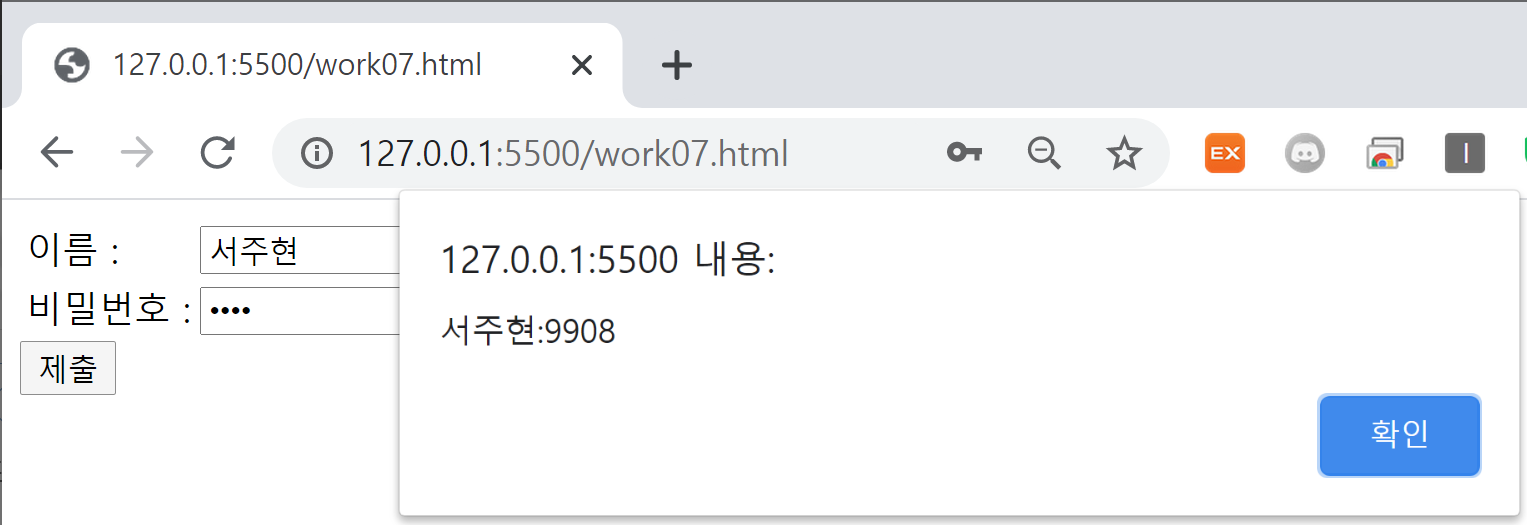 127.0.0.1:5500/work07.html
127.0.0.1:5500/work07.html
EX
I
이름 : 서주현
비밀번호 : ••••
제출
127.0.0.1:5500 내용:
서주현:9908
확인